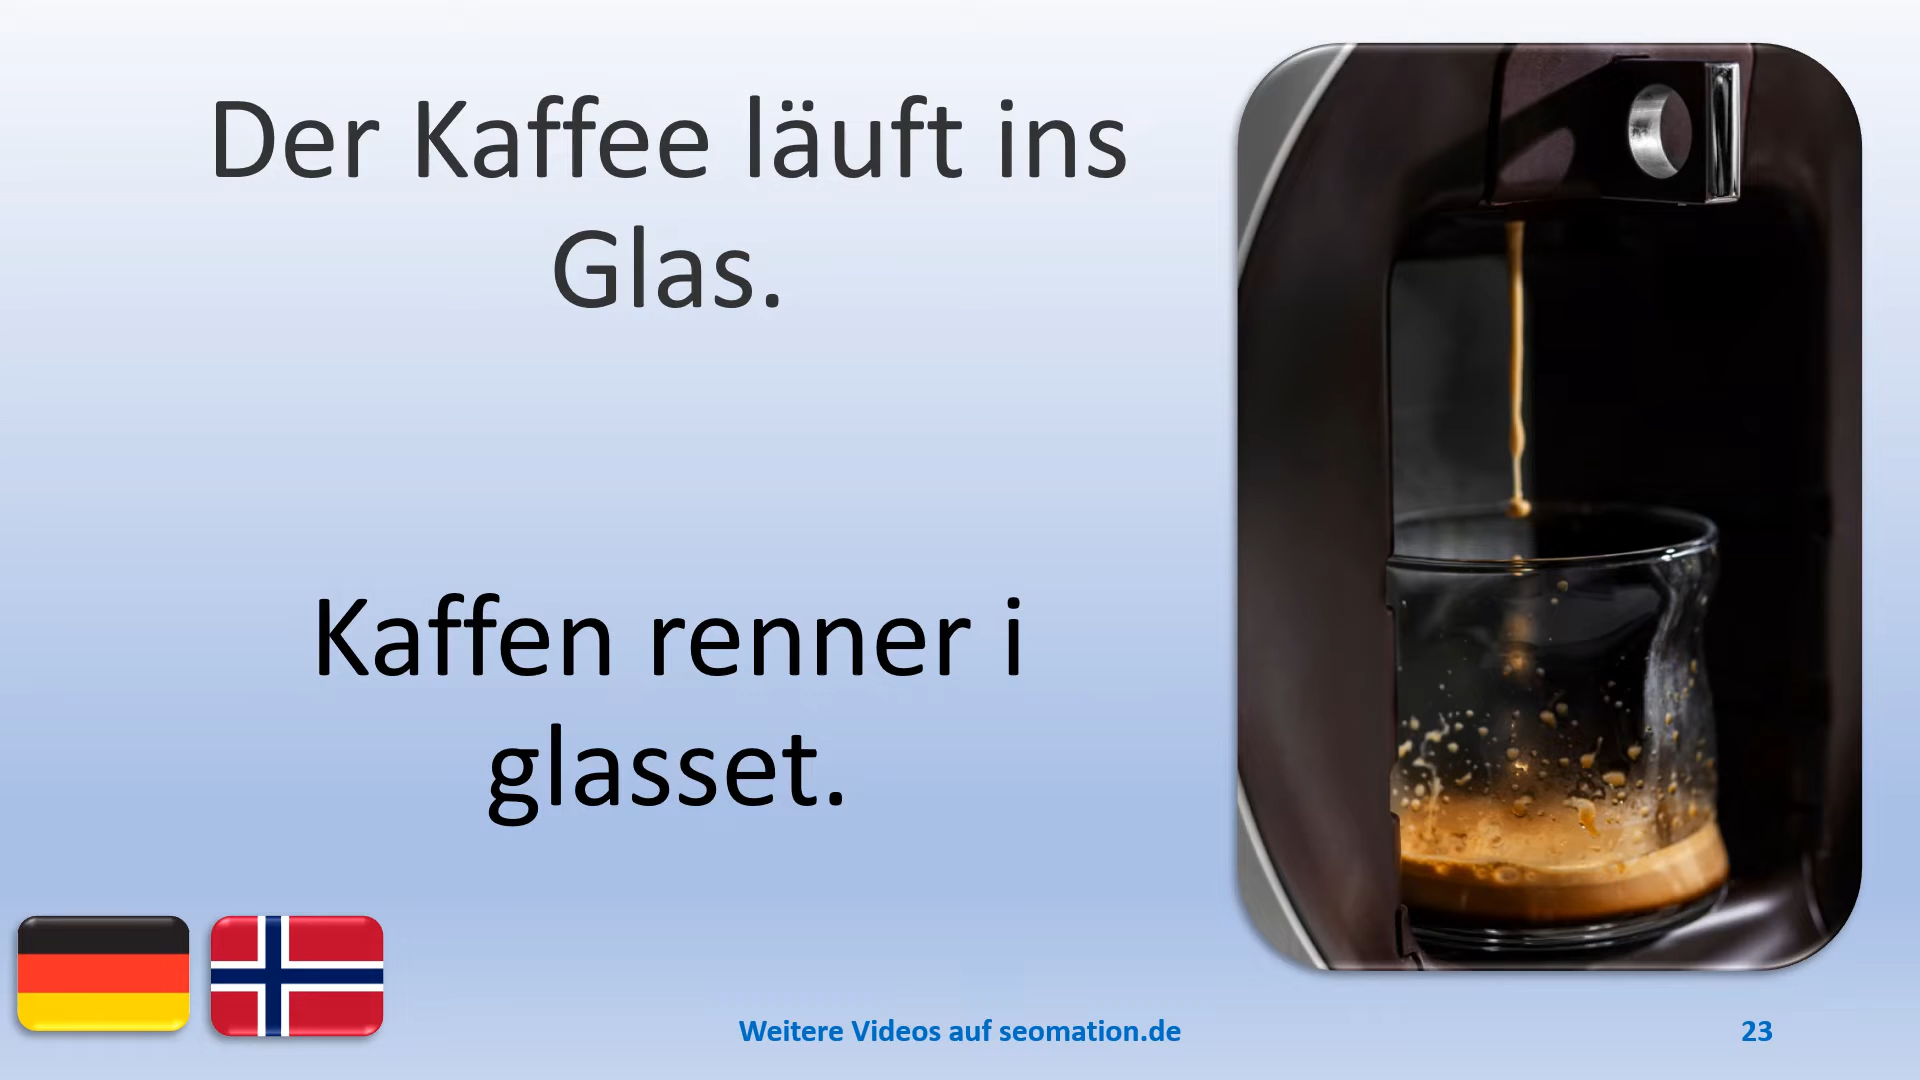 Der Kaffee läuft ins
Glas.
Kaffen renner i
glasset.
Weitere Videos auf seomation.de
23